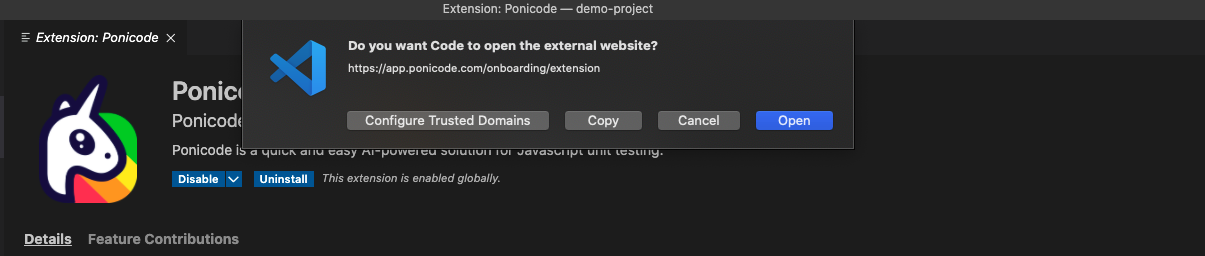 Extension: Ponicode — demo-project
Extension: Ponicode
Do you want Code to open the external website?
https://app.ponicode.com/onboarding/extension
Configure Trusted Domains Copy Cancel Open
Ponicode
Ponicode is a quick and easy AI-powered solution for Javascript unit testing.
Disable Uninstall This extension is enabled globally.
Details Feature Contributions